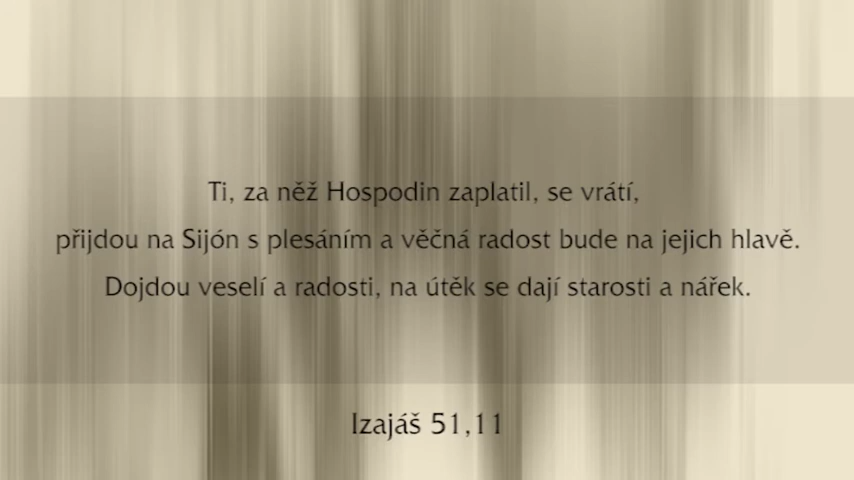 Ti, za něž Hospodin zaplatil, se vrátí,
přijdou na Sijón s plesáním a věčná radost bude na jejich hlavě.
Dojdou veselí a radosti, na útěk se dají starosti a nářek.
Izajáš 51,11